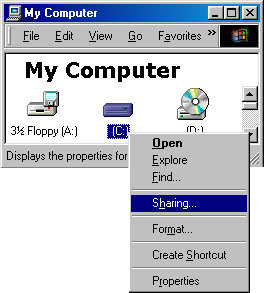 My Computer
File Edit View Go Favorites »
My Computer
3½ Floppy (A:) (C:) (D:)
Displays the properties for
Open
Explore
Find...
Sharing...
Format...
Create Shortcut
Properties